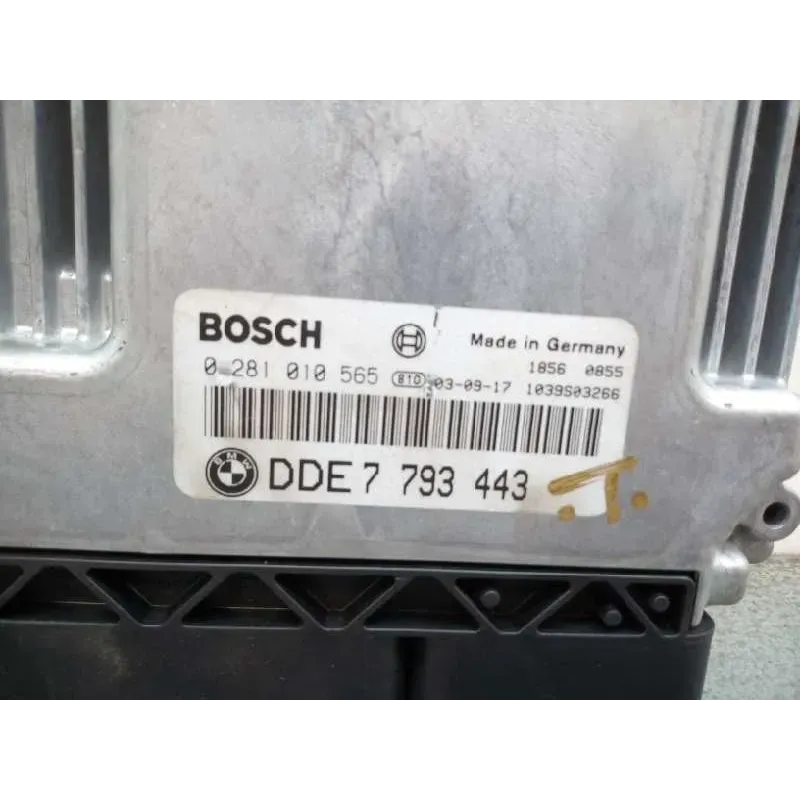 BOSCH
Made in Germany
1856 0855
0 281 010 565 810 03-09-17 1039S03266
BMW DDE 7 793 443